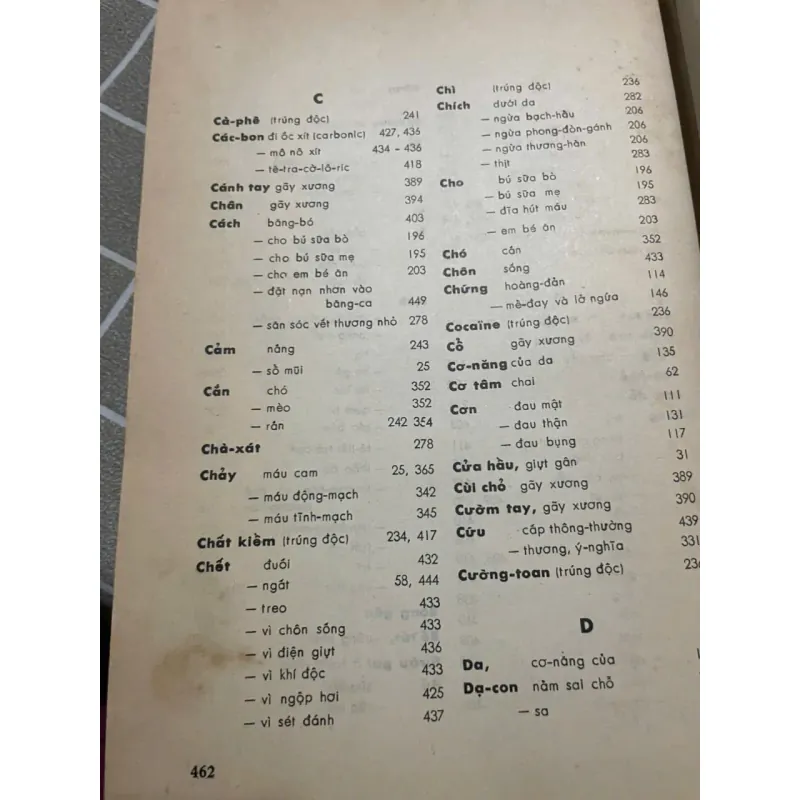 C
Cà-phê (trúng độc) 241
Các-bon đi ốc xít (carbonic) 427, 436
— mô nô xít 434 - 436
— tê-tra-cờ-lô-ric 418
Cánh tay gãy xương 389
Chân gãy xương 394
Cách băng-bó 403
— cho bú sữa bò 196
— cho bú sữa mẹ 195
— cho em bé ăn 203
— đặt nạn nhơn vào
băng-ca 449
— săn sóc vết thương nhỏ 278
Cảm nắng 243
— sổ mũi 25
Cắn chó 352
— mèo 352
— rắn 242 354
Chà-xát 278
Chảy máu cam 25, 365
— máu động-mạch 342
— máu tĩnh-mạch 345
Chất kiềm (trúng độc) 234, 417
Chết đuối 432
— ngát 58, 444
— treo 433
— vì chôn sống 433
— vì điện giựt 436
— vì khí độc 433
— vì ngộp hơi 425
— vì sét đánh 437
462
Chì (trúng độc) 236
Chích dưới da 282
— ngừa bạch-hầu 206
— ngừa phong-đòn-gánh 206
— ngừa thương-hàn 206
— thịt 283
Cho bú sữa bò 196
— bú sữa mẹ 195
— đĩa hút máu 283
— em bé ăn 203
Chó cắn 352
Chôn sống 433
Chứng hoàng-đản 114
— mề-đay và lở ngứa 146
Cocaïne (trúng độc) 236
Cổ gãy xương 390
Cơ-năng của da 135
Cơ tâm chai 62
Cơn đau mật 111
— đau thận 131
— đau bụng 117
Cửa hầu, giựt gân 31
Cùi chỏ gãy xương 389
Cườm tay, gãy xương 390
Cứu cấp thông-thường 439
— thương, ý-nghĩa 331
Cường-toan (trúng độc) 236
D
Da, cơ-năng của
Dạ-con nằm sai chỗ
— sa